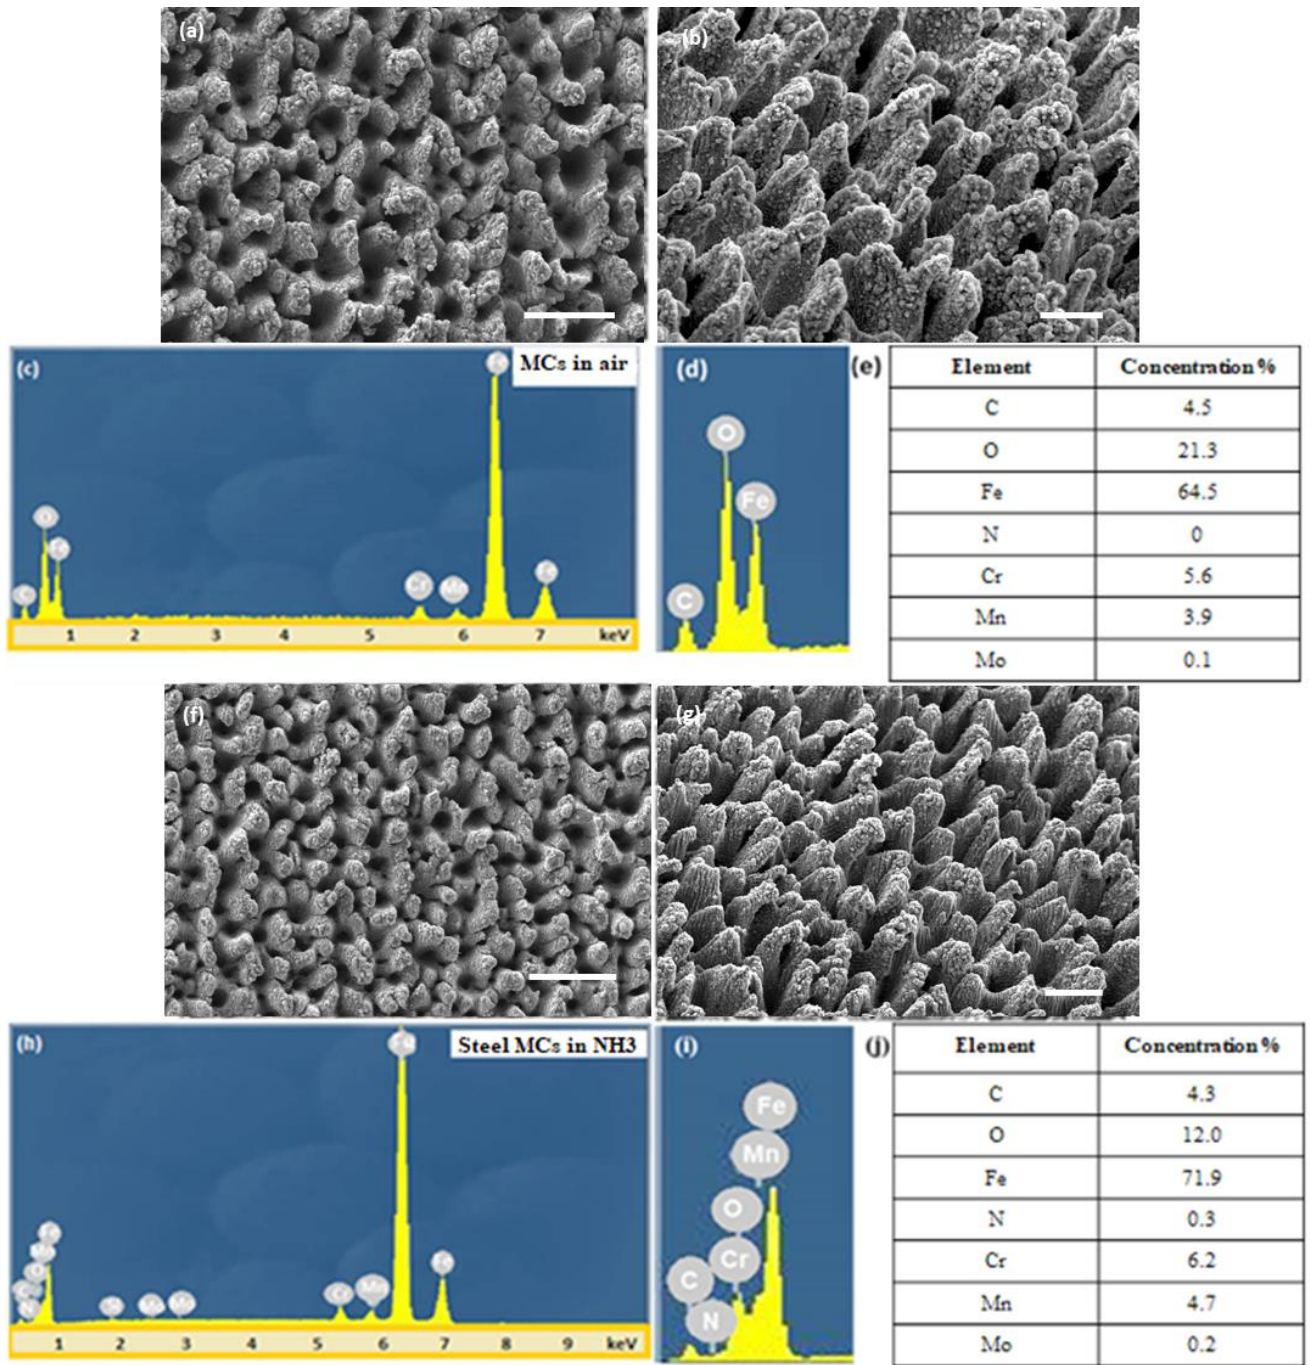 (a)
(b)
(c)
MCs in air
C
O
Fe
Cr
Mn
Fe
1 2 3 4 5 6 7 keV
(d)
C
O
Fe
(e)
Element Concentration %
C 4.5
O 21.3
Fe 64.5
N 0
Cr 5.6
Mn 3.9
Mo 0.1
(f)
(g)
(h)
Steel MCs in NH3
Fe
O
N
Cr
Mn
Fe
Fe
1 2 3 4 5 6 7 8 9 keV
(i)
Fe
Mn
O
Cr
C
N
(j)
Element Concentration %
C 4.3
O 12.0
Fe 71.9
N 0.3
Cr 6.2
Mn 4.7
Mo 0.2